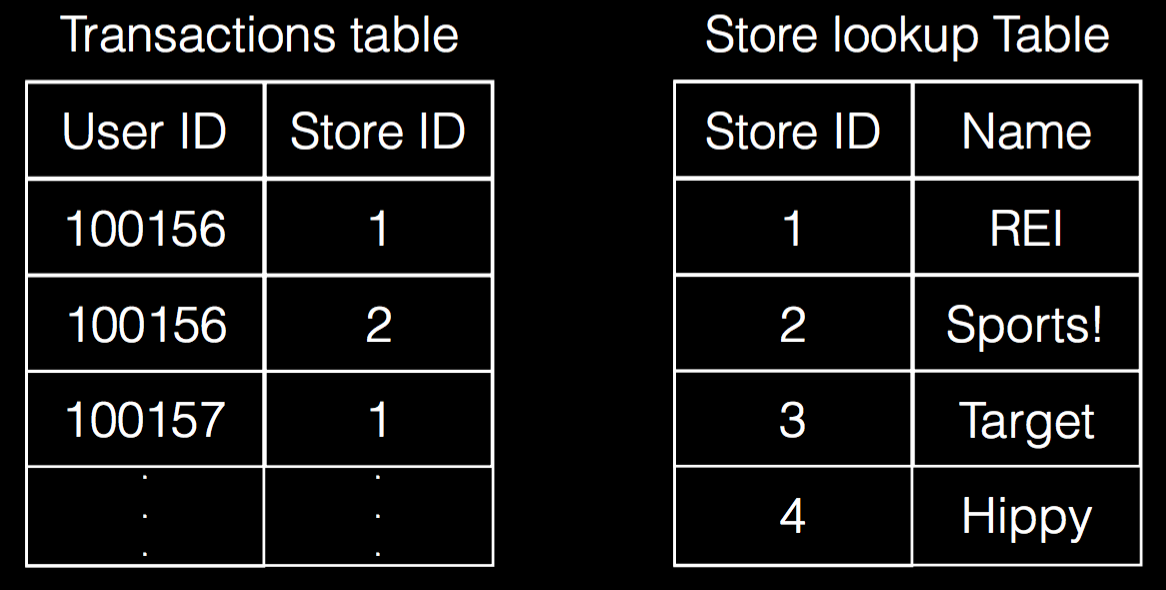 Transactions table
User ID Store ID
100156 1
100156 2
100157 1
. .
. .
. .
Store lookup Table
Store ID Name
1 REI
2 Sports!
3 Target
4 Hippy